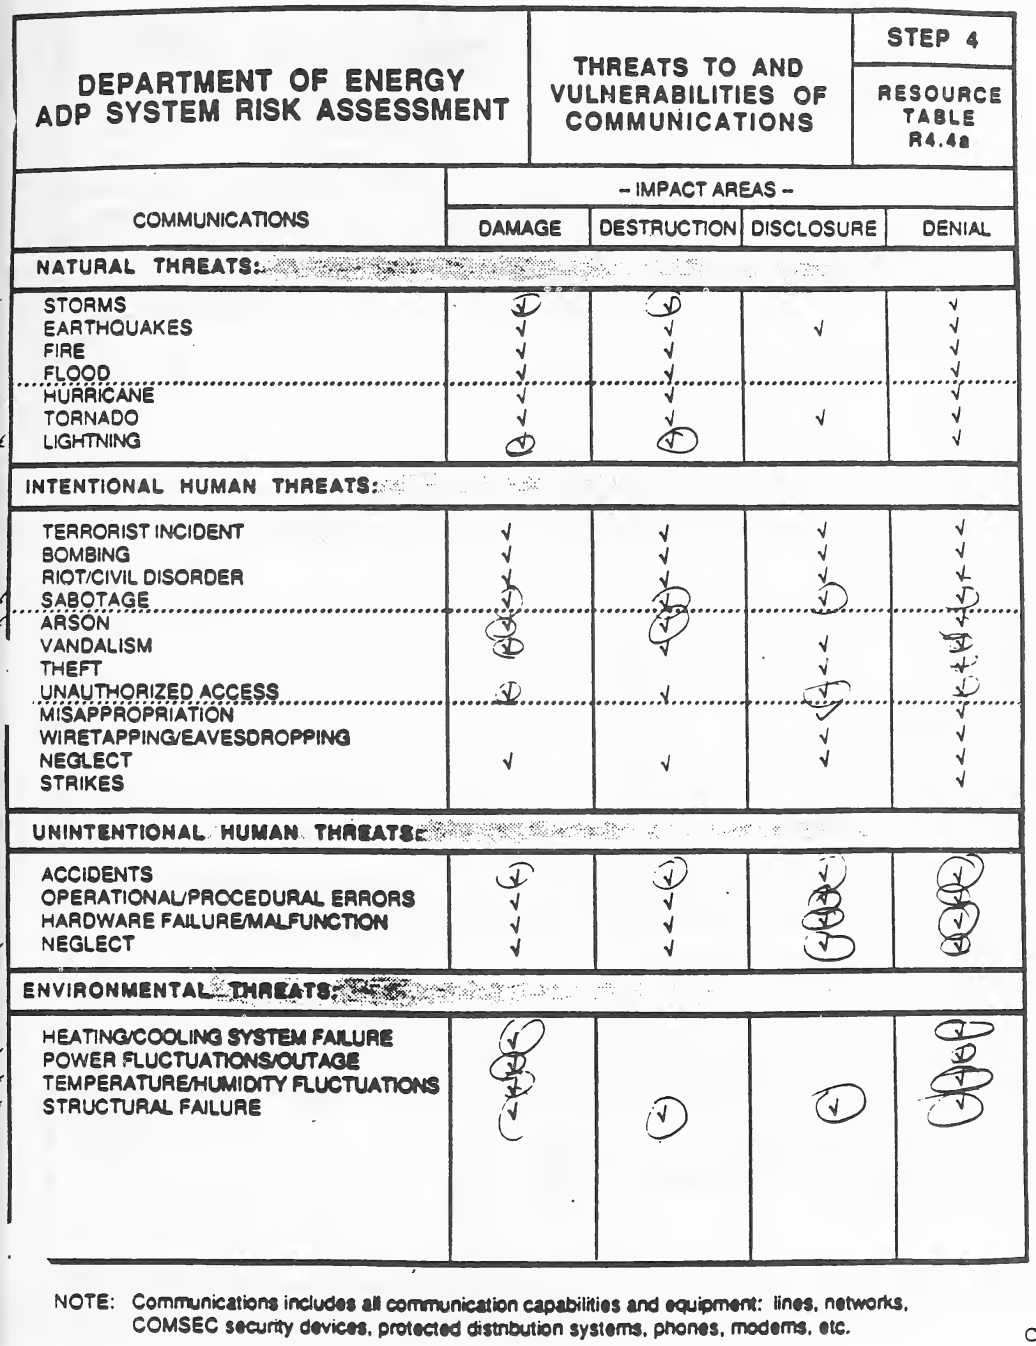 DEPARTMENT OF ENERGY
ADP SYSTEM RISK ASSESSMENT
THREATS TO AND
VULNERABILITIES OF
COMMUNICATIONS
STEP 4
RESOURCE
TABLE
R4.4a
COMMUNICATIONS
– IMPACT AREAS –
DAMAGE DESTRUCTION DISCLOSURE DENIAL
NATURAL THREATS:
STORMS ✓ ✓ ✓
EARTHQUAKES ✓ ✓ ✓ ✓
FIRE ✓ ✓ ✓
FLOOD ✓ ✓ ✓
HURRICANE ✓ ✓ ✓
TORNADO ✓ ✓ ✓ ✓
LIGHTNING ✓ ✓ ✓
INTENTIONAL HUMAN THREATS:
TERRORIST INCIDENT ✓ ✓ ✓ ✓
BOMBING ✓ ✓ ✓ ✓
RIOT/CIVIL DISORDER ✓ ✓ ✓ ✓
SABOTAGE ✓ ✓ ✓ ✓
ARSON ✓ ✓ ✓
VANDALISM ✓ ✓ ✓ ✓
THEFT ✓ ✓
UNAUTHORIZED ACCESS ✓ ✓ ✓ ✓
MISAPPROPRIATION ✓ ✓
WIRETAPPING/EAVESDROPPING ✓ ✓
NEGLECT ✓ ✓ ✓ ✓
STRIKES ✓
UNINTENTIONAL HUMAN THREATS:
ACCIDENTS ✓ ✓ ✓ ✓
OPERATIONAL/PROCEDURAL ERRORS ✓ ✓ ✓ ✓
HARDWARE FAILURE/MALFUNCTION ✓ ✓ ✓ ✓
NEGLECT ✓ ✓ ✓ ✓
ENVIRONMENTAL THREATS:
HEATING/COOLING SYSTEM FAILURE ✓ ✓
POWER FLUCTUATIONS/OUTAGE ✓ ✓
TEMPERATURE/HUMIDITY FLUCTUATIONS ✓ ✓
STRUCTURAL FAILURE ✓ ✓ ✓ ✓
NOTE: Communications includes all communication capabilities and equipment: lines, networks,
COMSEC security devices, protected distribution systems, phones, modems, etc.